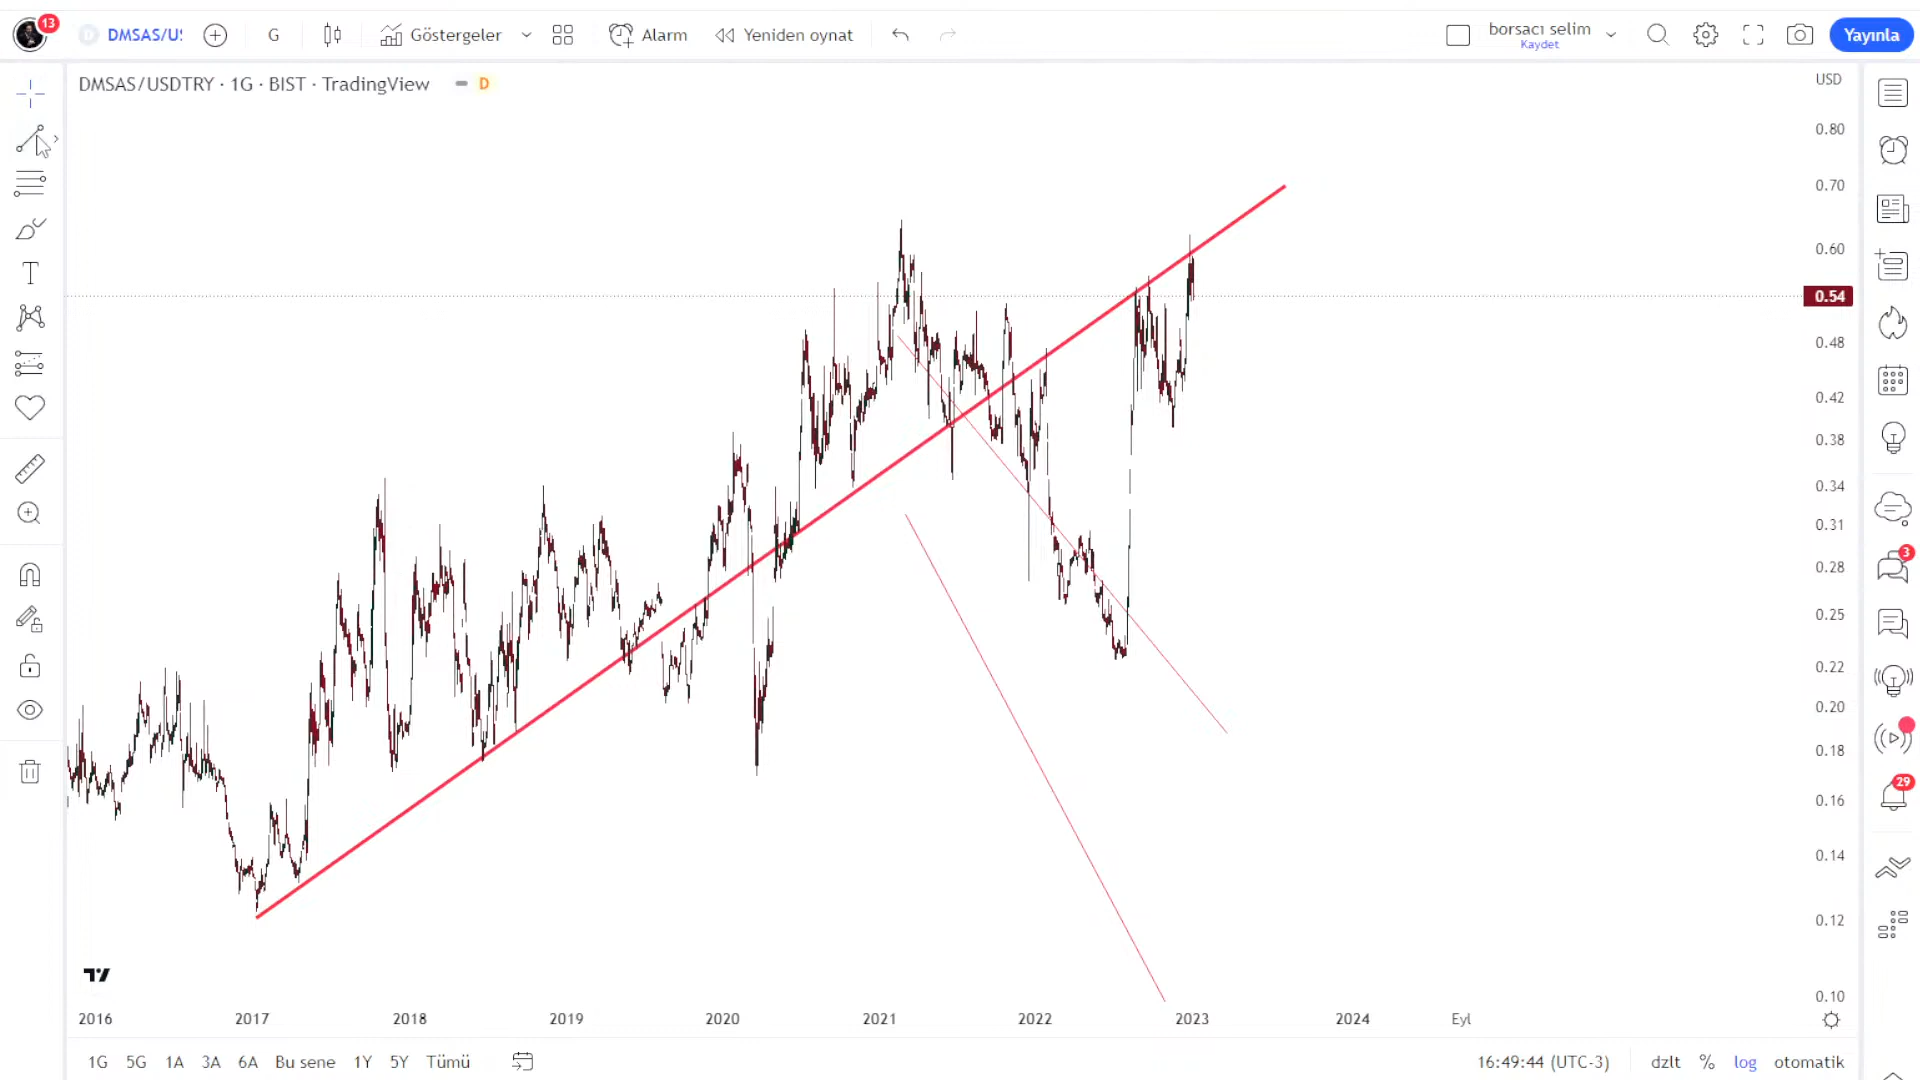 13
D DMSAS/US
G
Göstergeler
Alarm
Yeniden oynat
borsacı selim
Kaydet
Yayınla
DMSAS/USDTRY · 1G · BIST · TradingView
D
USD
0.80
0.70
0.60
0.54
0.48
0.42
0.38
0.34
0.31
0.28
0.25
0.22
0.20
0.18
0.16
0.14
0.12
0.10
3
29
2016 2017 2018 2019 2020 2021 2022 2023 2024 Eyl
1G 5G 1A 3A 6A Bu sene 1Y 5Y Tümü
16:49:44 (UTC-3) dzlt % log otomatik